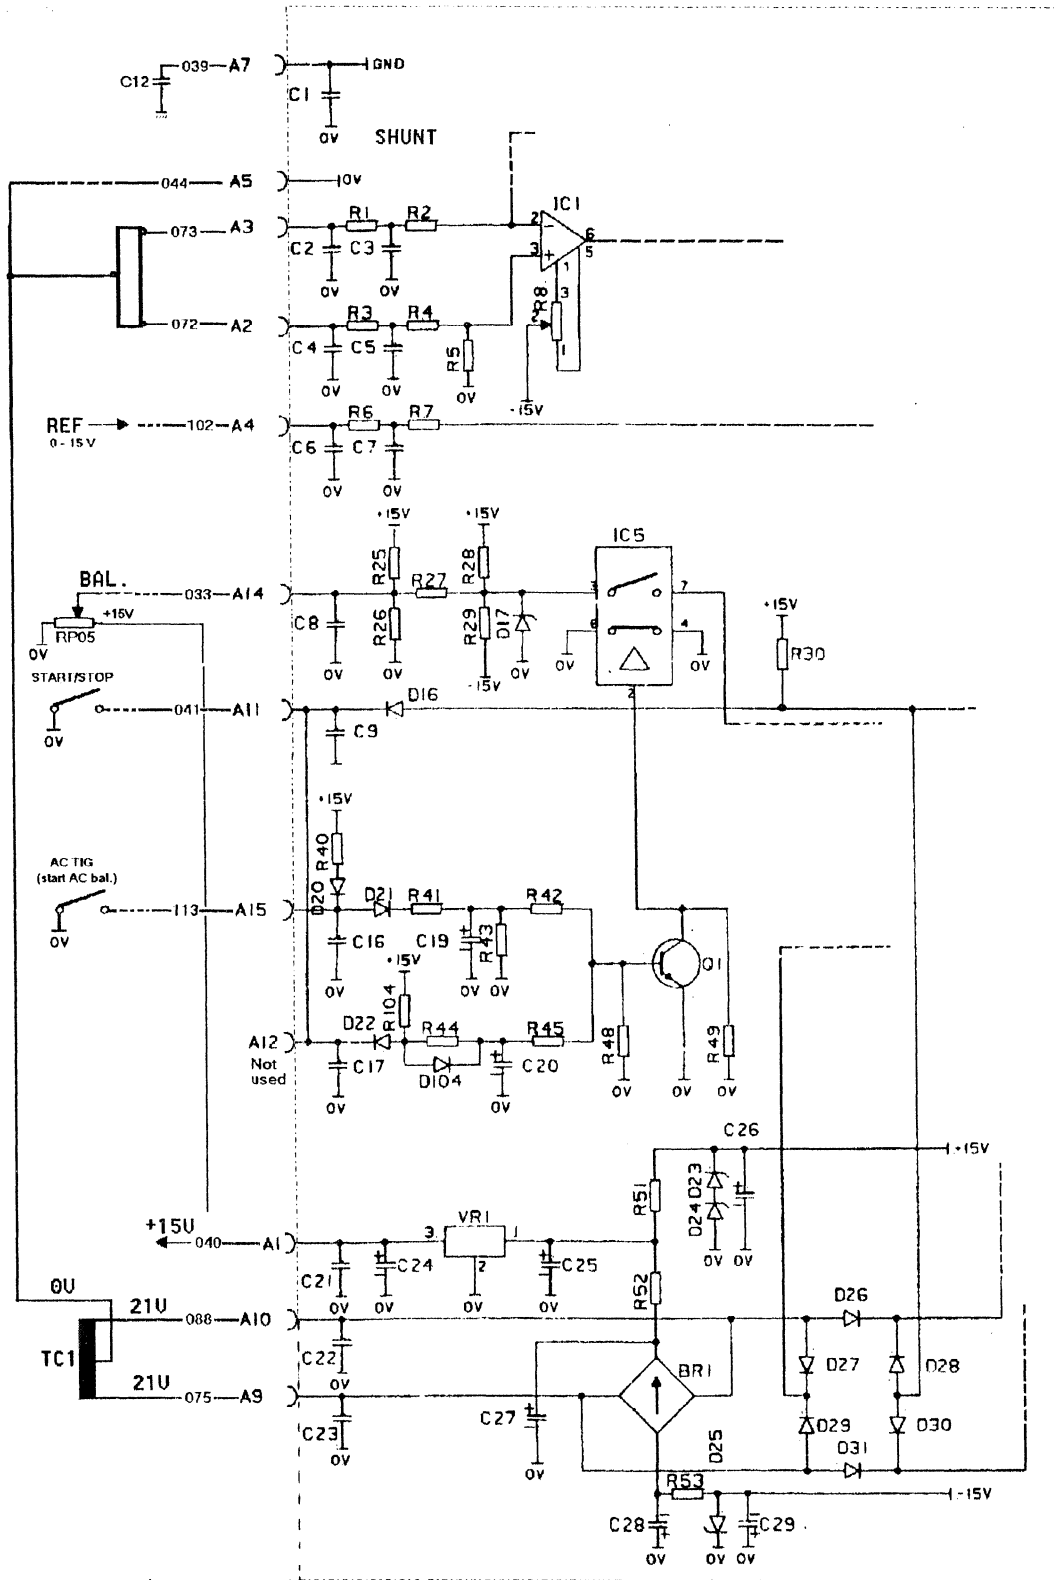 C12 039 A7 GND
C1
0V
SHUNT
044 A5 0V
073 A3 R1 R2 2 IC1
C2 C3 3 6 5
0V 0V 1
3
R8
072 A2 R3 R4 2
C4 C5 R5 1
0V 0V 0V
-15V
REF 102 A4 R6 R7
0-15V
C6 C7
0V 0V
+15V +15V
IC5
R25 R28
BAL. R27
033 A14 7
+15V
RP05
0V
C8 R26 R29 D17 6 4
+15V
R30
0V 0V -15V 0V 0V 0V
2
START/STOP
D16
041 A11
0V
C9
+15V
R40
AC TIG
(start AC bal.)
D20 D21 R41 R42
113 A15
0V
C16 C19 R43
Q1
0V +15V 0V 0V
R104
D22 R44 R45
A12
Not
used
C17 D104 C20 R48 R49
0V 0V 0V 0V 0V
C26
+15V
R51 D23
D24
+15V
040 A1 3 VR1 1
2
C21 C24 C25 R52 0V 0V
0V 0V 0V 0V
0V
21V 088 A10 D26
C22
TC1 D27 D28
BR1
0V
21V 075 A9
C23 C27 D29 D30
D25 D31
0V 0V
R53 -15V
C28 C29
0V 0V 0V